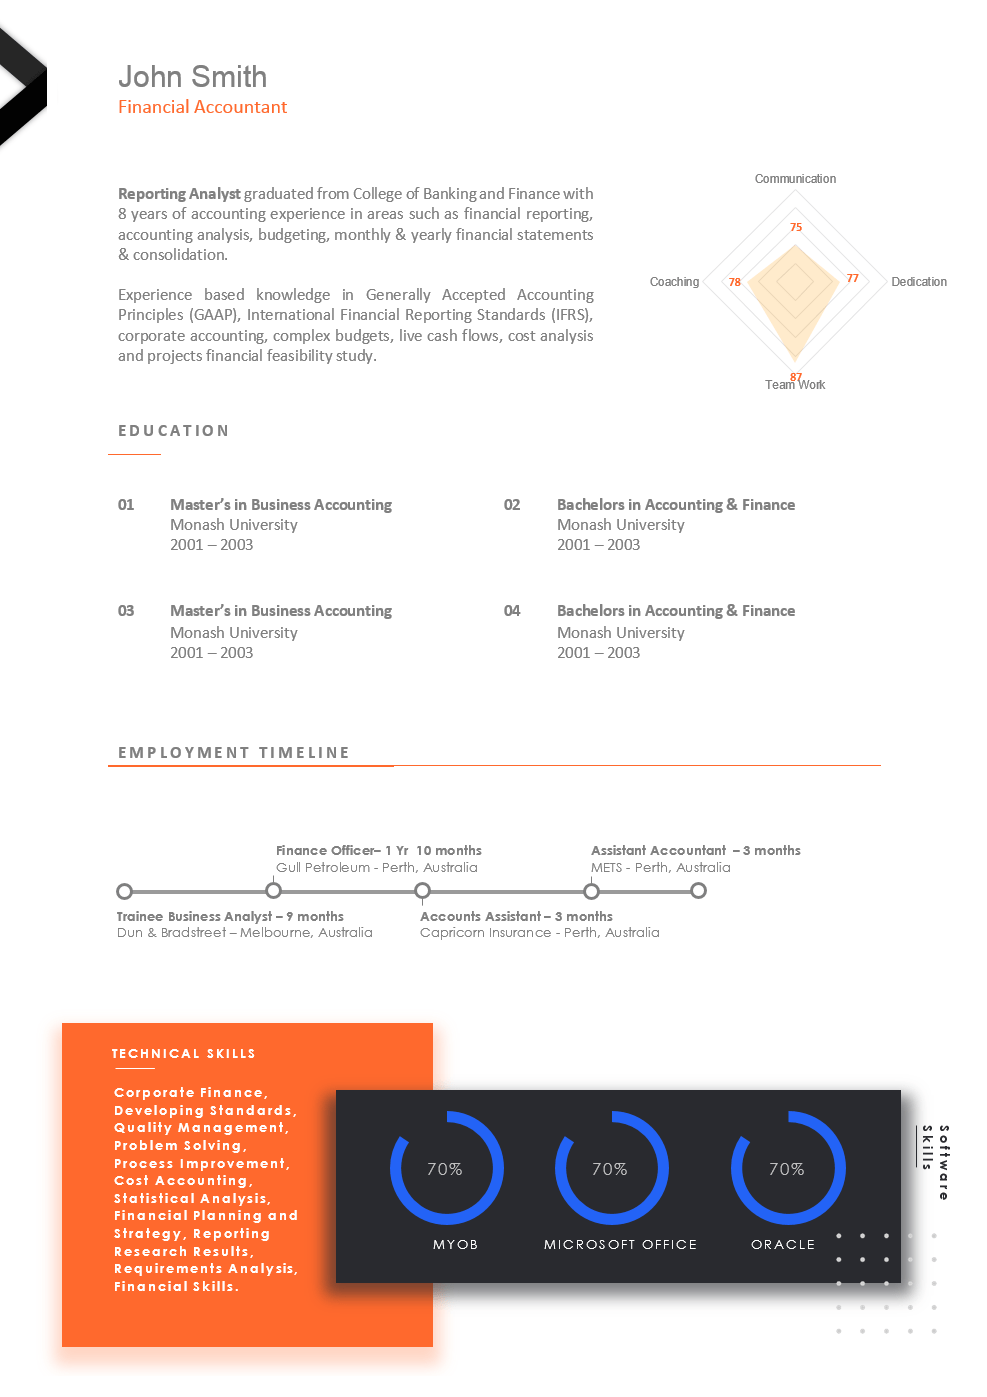 John Smith
Financial Accountant
Reporting Analyst graduated from College of Banking and Finance with
8 years of accounting experience in areas such as financial reporting,
accounting analysis, budgeting, monthly & yearly financial statements
& consolidation.
Experience based knowledge in Generally Accepted Accounting
Principles (GAAP), International Financial Reporting Standards (IFRS),
corporate accounting, complex budgets, live cash flows, cost analysis
and projects financial feasibility study.
Communication
75
Coaching
78
77
Dedication
87
Team Work
EDUCATION
01
Master's in Business Accounting
Monash University
2001 – 2003
02
Bachelors in Accounting & Finance
Monash University
2001 – 2003
03
Master's in Business Accounting
Monash University
2001 – 2003
04
Bachelors in Accounting & Finance
Monash University
2001 – 2003
EMPLOYMENT TIMELINE
Finance Officer– 1 Yr 10 months
Gull Petroleum - Perth, Australia
Assistant Accountant – 3 months
METS - Perth, Australia
Trainee Business Analyst – 9 months
Dun & Bradstreet – Melbourne, Australia
Accounts Assistant – 3 months
Capricorn Insurance - Perth, Australia
TECHNICAL SKILLS
Corporate Finance,
Developing Standards,
Quality Management,
Problem Solving,
Process Improvement,
Cost Accounting,
Statistical Analysis,
Financial Planning and
Strategy, Reporting
Research Results,
Requirements Analysis,
Financial Skills.
70%
MYOB
70%
MICROSOFT OFFICE
70%
ORACLE
Software
Skills